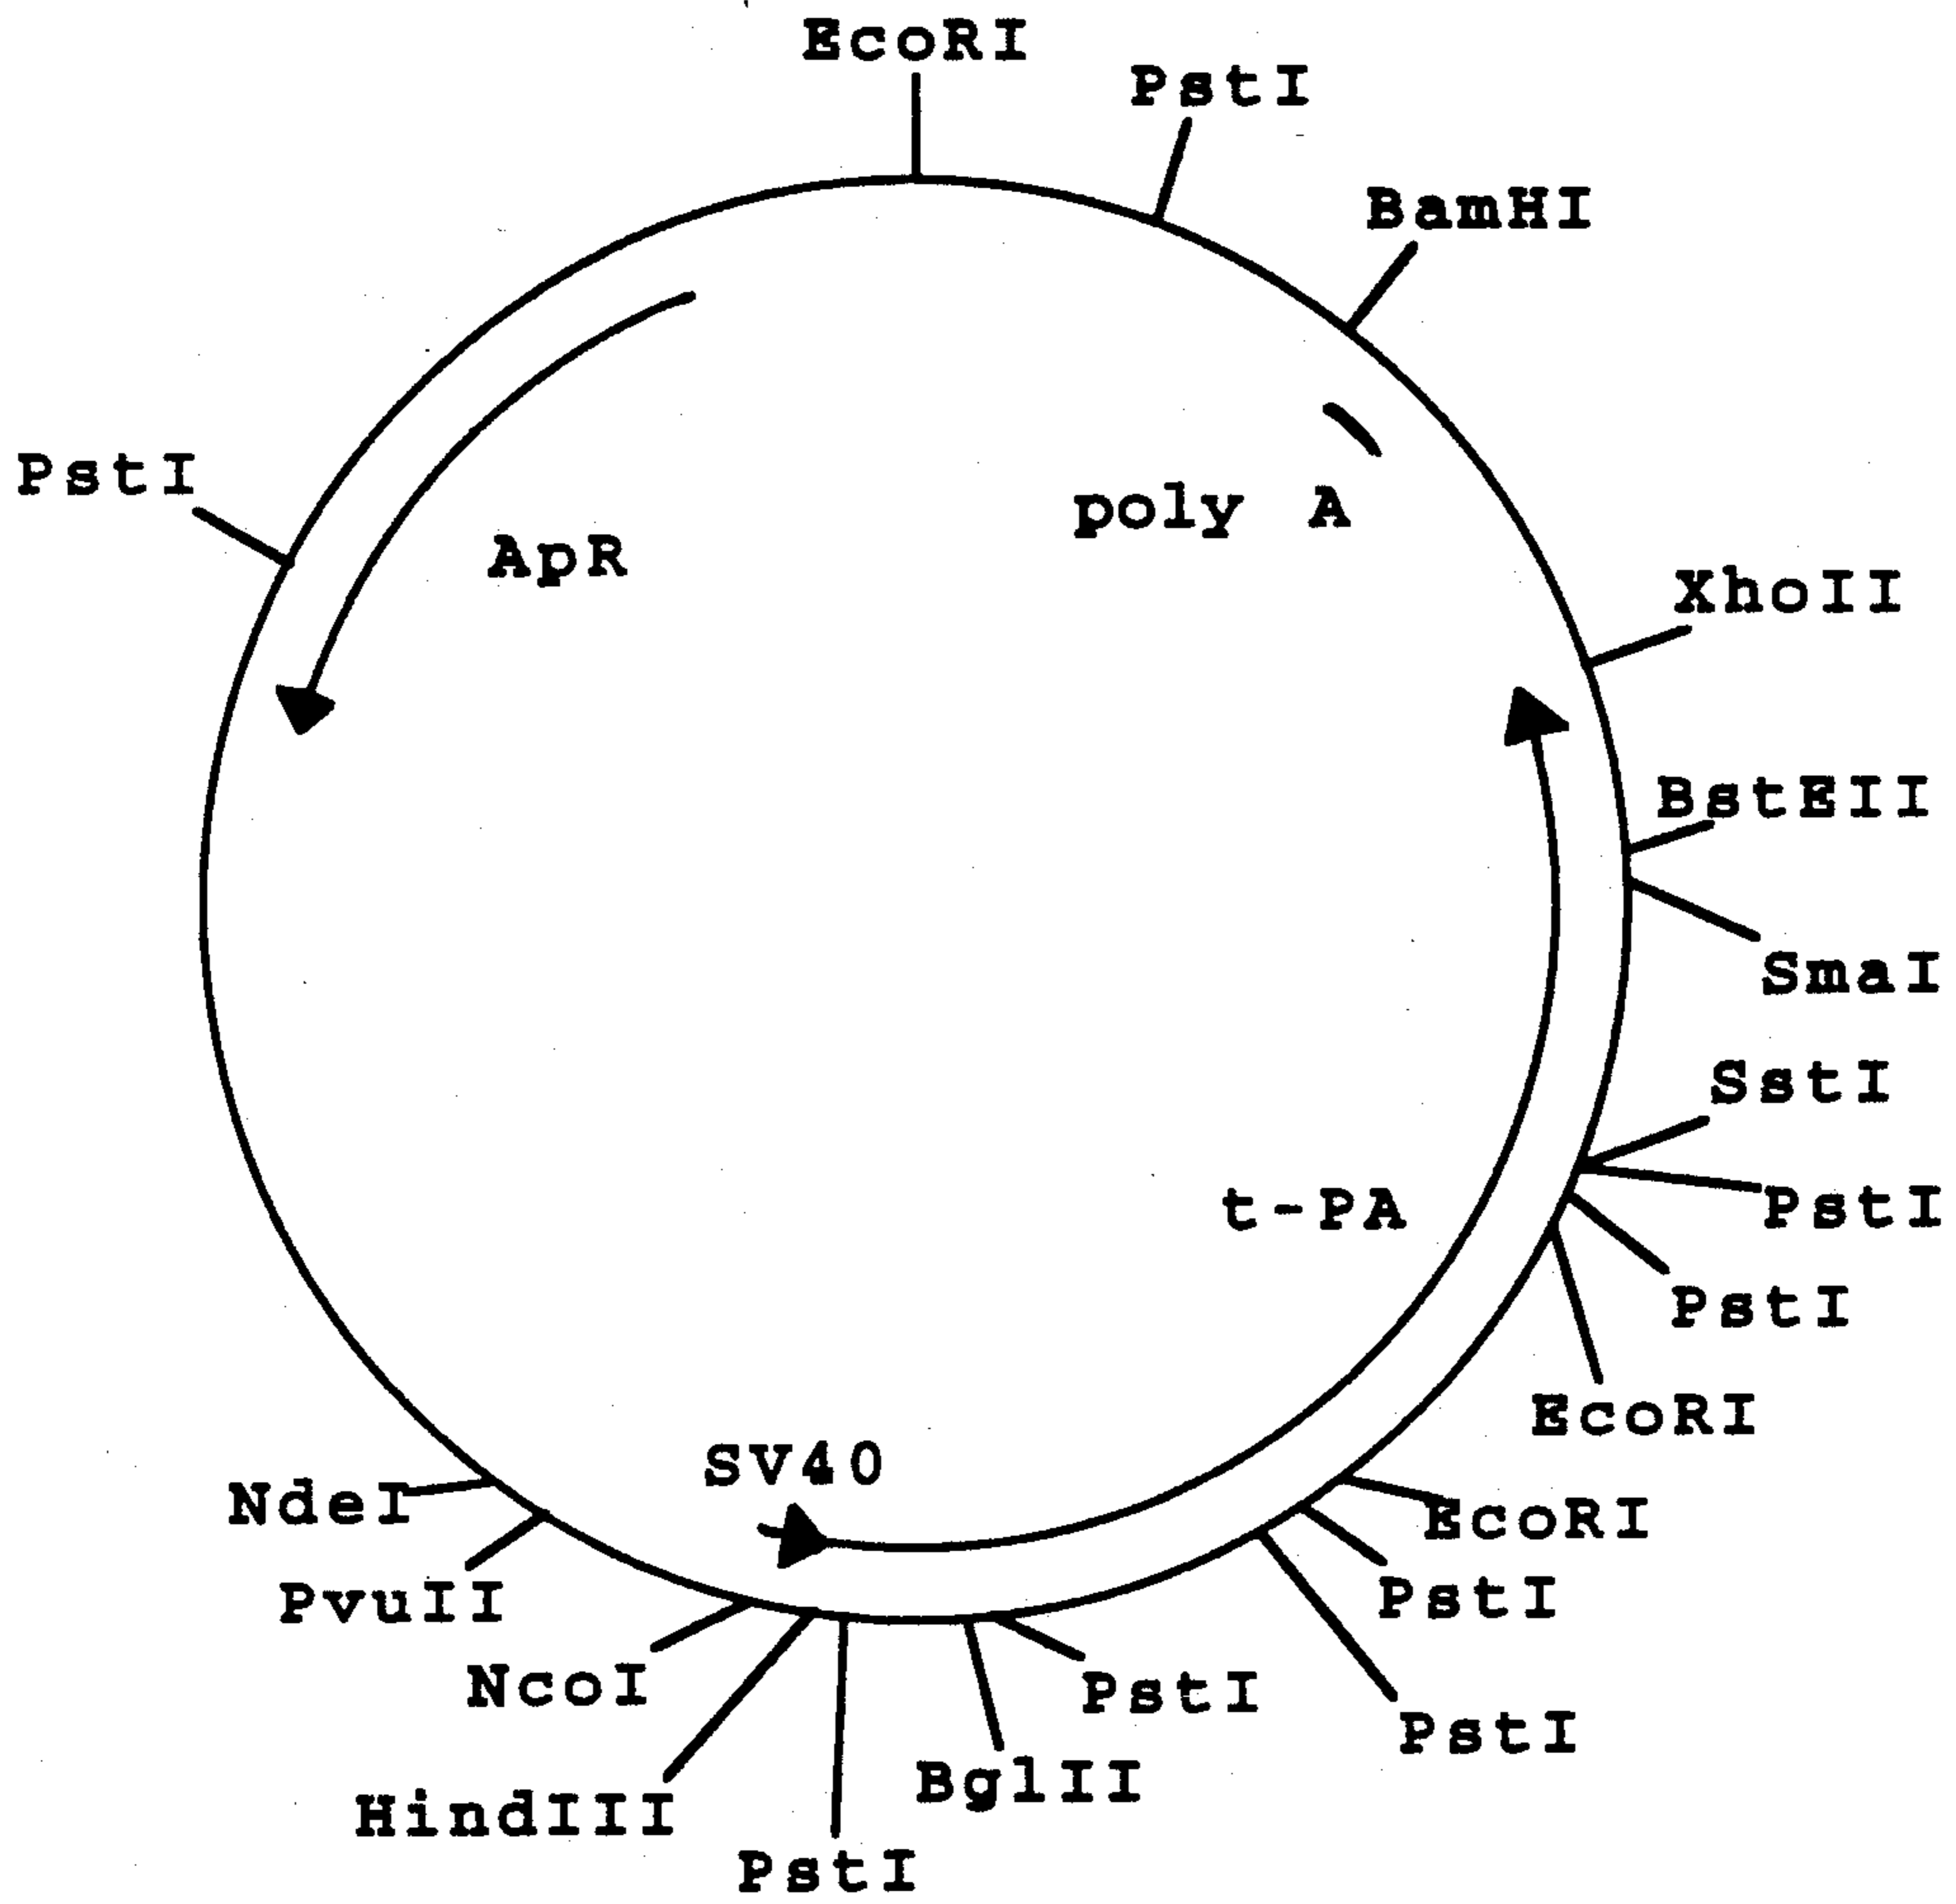 EcoRI
PstI
BamHI
PstI
poly A
ApR
XhoII
BstEII
SmaI
SstI
PstI
t-PA
PstI
EcoRI
SV40
NdeI
EcoRI
PstI
PvuII
NcoI
PstI
PstI
BglII
HindIII
PstI